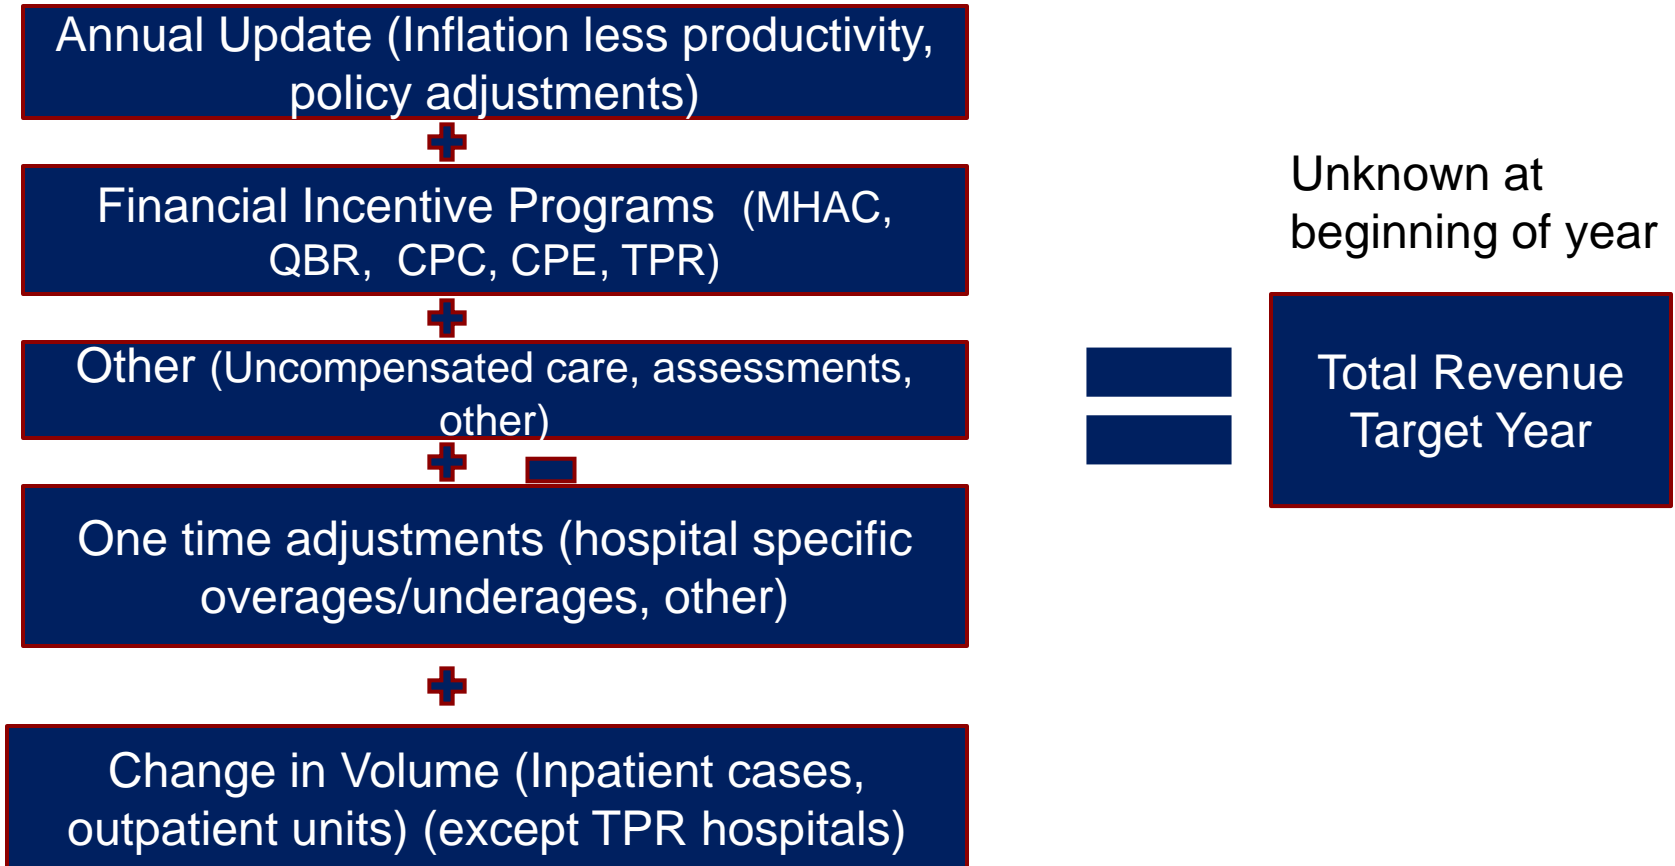 Annual Update (Inflation less productivity,
policy adjustments)
Financial Incentive Programs (MHAC,
QBR, CPC, CPE, TPR)
Other (Uncompensated care, assessments,
other)
One time adjustments (hospital specific
overages/underages, other)
Change in Volume (Inpatient cases,
outpatient units) (except TPR hospitals)
Unknown at
beginning of year
Total Revenue
Target Year